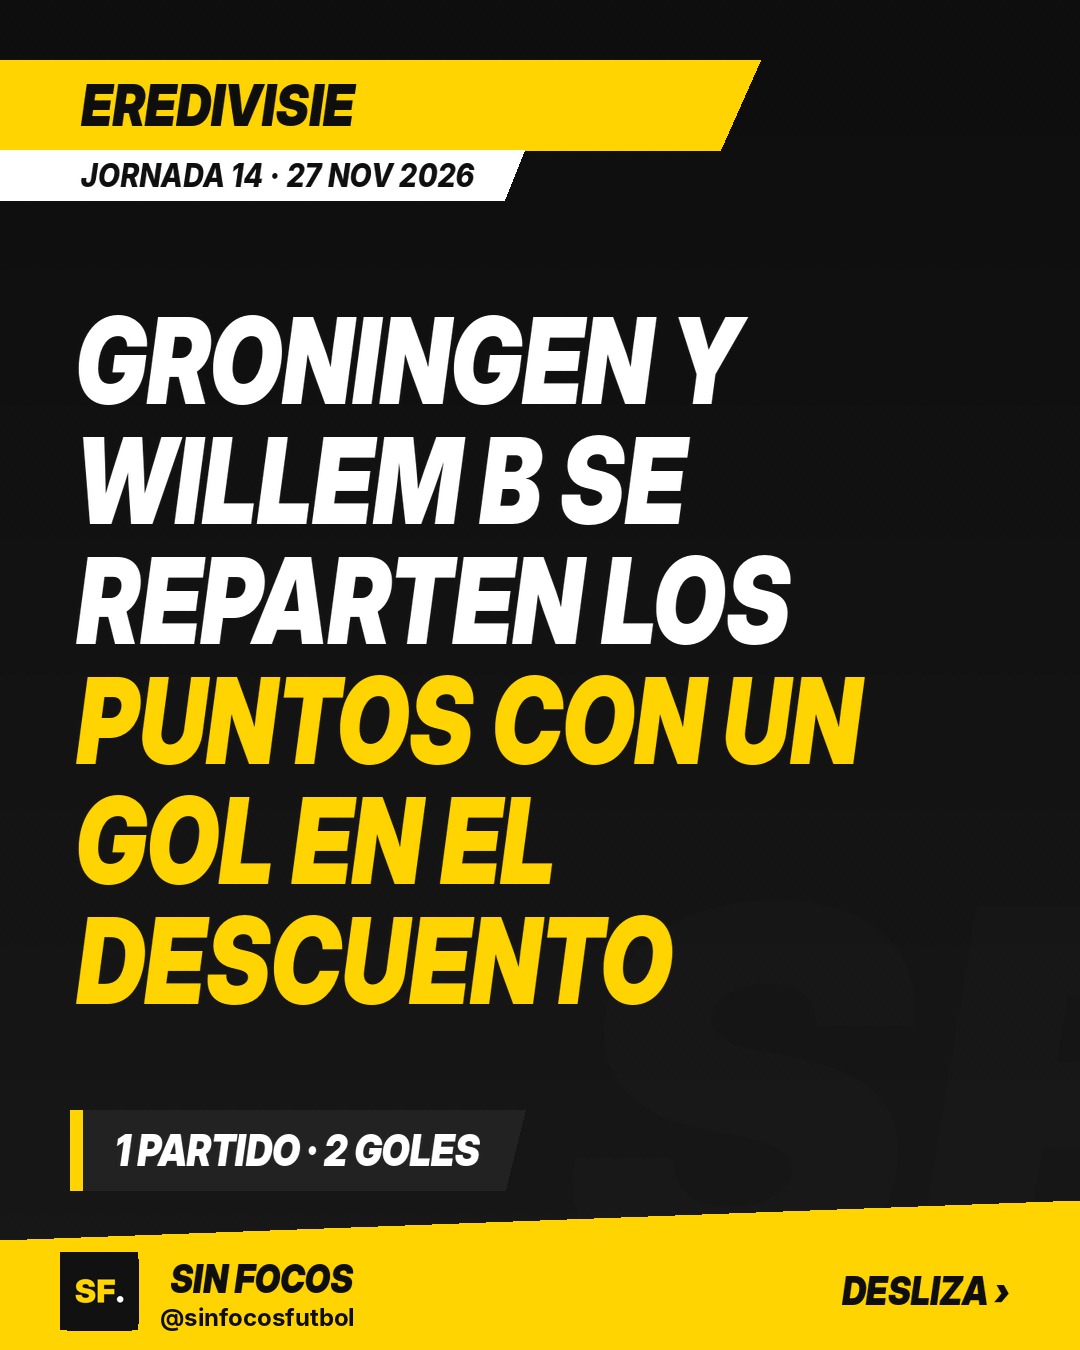 EREDIVISIE
JORNADA 14 · 27 NOV 2026
GRONINGEN Y
WILLEM B SE
REPARTEN LOS
PUNTOS CON UN
GOL EN EL
DESCUENTO
1 PARTIDO · 2 GOLES
SF.
SIN FOCOS
@sinfocosfutbol
DESLIZA ›